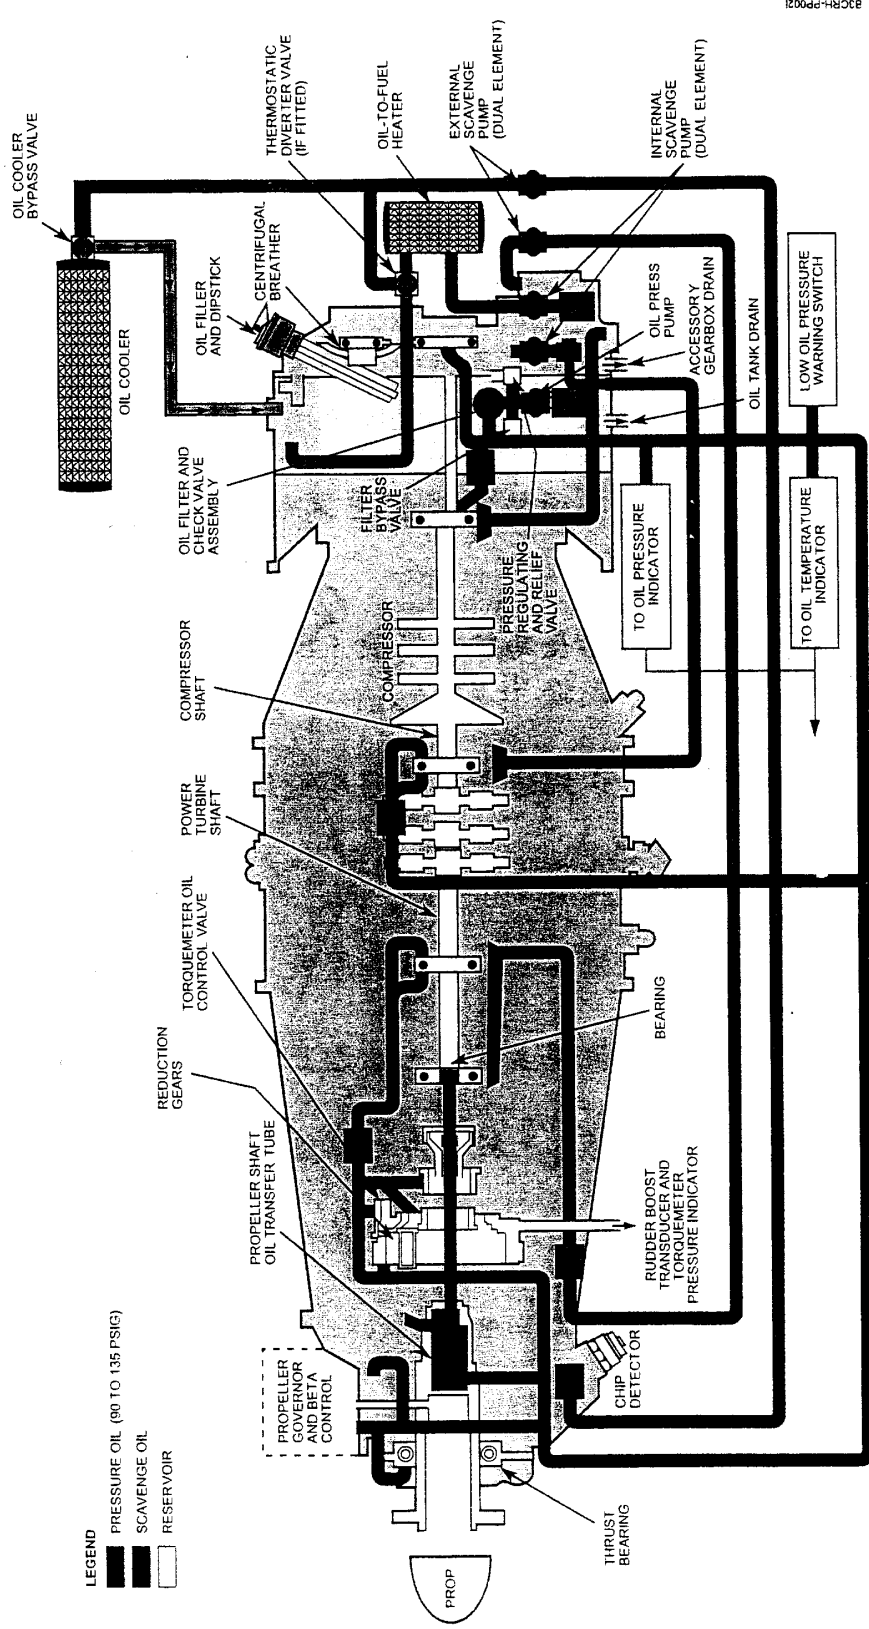 B3CRH-PP002I
OIL COOLER
BYPASS VALVE
OIL COOLER
OIL FILLER
AND DIPSTICK
CENTRIFUGAL
BREATHER
THERMOSTATIC
DIVERTER VALVE
(IF FITTED)
OIL-TO-FUEL
HEATER
EXTERNAL
SCAVENGE
PUMP
(DUAL ELEMENT)
INTERNAL
SCAVENGE
PUMP
(DUAL ELEMENT)
OIL FILTER AND
CHECK VALVE
ASSEMBLY
FILTER
BYPASS
VALVE
PRESSURE
REGULATING
AND RELIEF
VALVE
OIL PRESS
PUMP
ACCESSORY
GEARBOX DRAIN
OIL TANK DRAIN
LOW OIL PRESSURE
WARNING SWITCH
TO OIL PRESSURE
INDICATOR
TO OIL TEMPERATURE
INDICATOR
COMPRESSOR
COMPRESSOR
SHAFT
POWER
TURBINE
SHAFT
TORQUEMETER OIL
CONTROL VALVE
REDUCTION
GEARS
PROPELLER SHAFT
OIL TRANSFER TUBE
BEARING
RUDDER BOOST
TRANSDUCER AND
TORQUEMETER
PRESSURE INDICATOR
CHIP
DETECTOR
PROPELLER
GOVERNOR
AND BETA
CONTROL
THRUST
BEARING
PROP
LEGEND
PRESSURE OIL (90 TO 135 PSIG)
SCAVENGE OIL
RESERVOIR